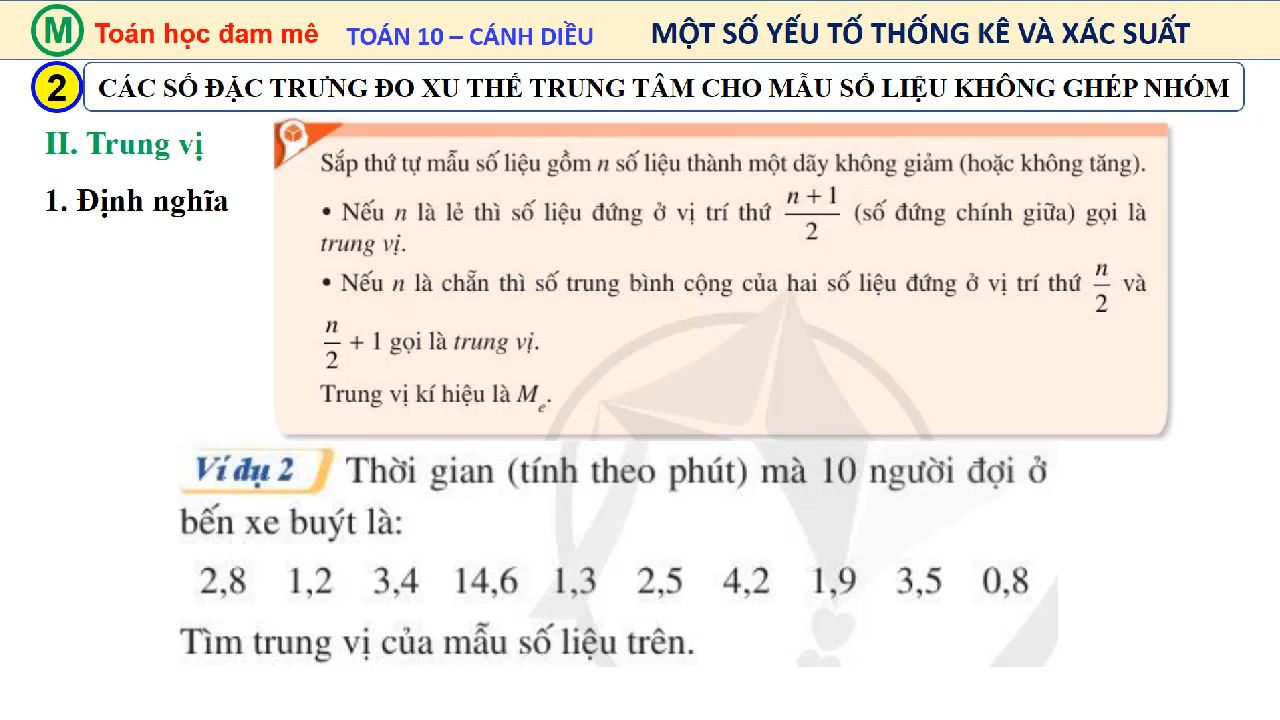 M Toán học đam mê TOÁN 10 – CÁNH DIỀU MỘT SỐ YẾU TỐ THỐNG KÊ VÀ XÁC SUẤT
2 CÁC SỐ ĐẶC TRƯNG ĐO XU THẾ TRUNG TÂM CHO MẪU SỐ LIỆU KHÔNG GHÉP NHÓM
II. Trung vị
1. Định nghĩa
Sắp thứ tự mẫu số liệu gồm n số liệu thành một dãy không giảm (hoặc không tăng).
• Nếu n là lẻ thì số liệu đứng ở vị trí thứ (n + 1)/2 (số đứng chính giữa) gọi là
trung vị.
• Nếu n là chẵn thì số trung bình cộng của hai số liệu đứng ở vị trí thứ n/2 và
n/2 + 1 gọi là trung vị.
Trung vị kí hiệu là Mₑ.
Ví dụ 2 Thời gian (tính theo phút) mà 10 người đợi ở
bến xe buýt là:
2,8 1,2 3,4 14,6 1,3 2,5 4,2 1,9 3,5 0,8
Tìm trung vị của mẫu số liệu trên.